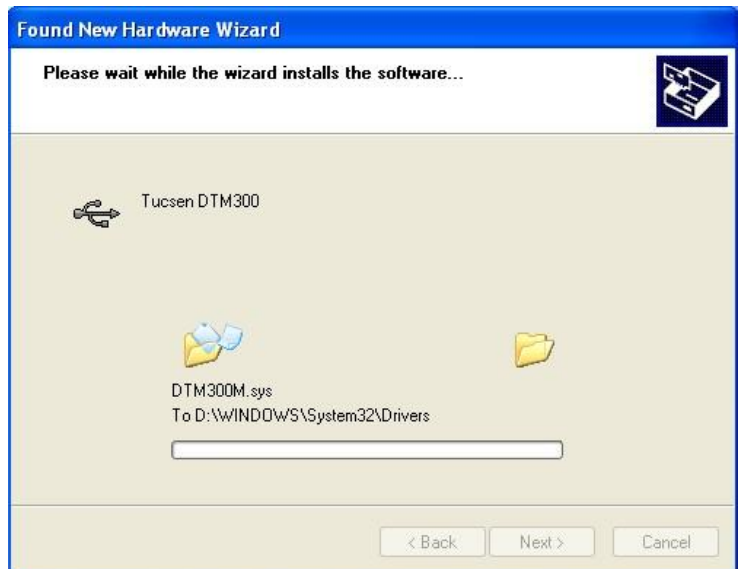 Found New Hardware Wizard
Please wait while the wizard installs the software...
Tucsen DTM300
DTM300M.sys
To D:\WINDOWS\System32\Drivers
< Back
Next >
Cancel